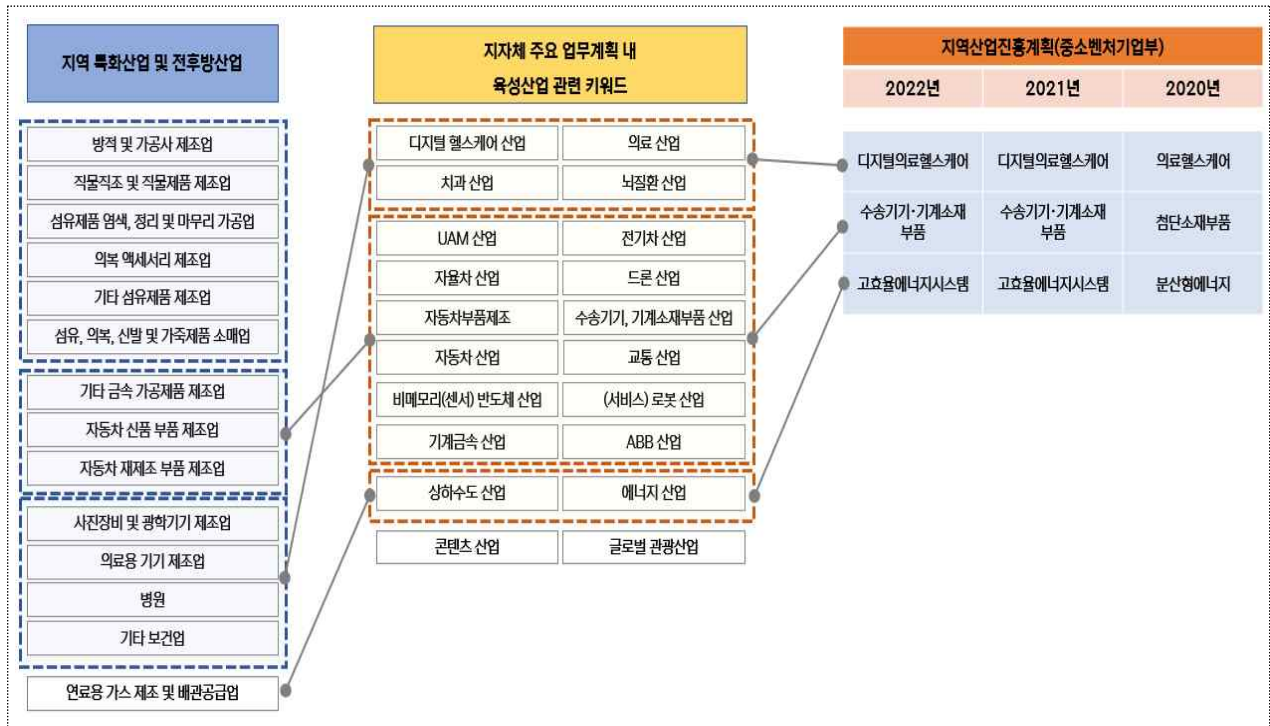 지역 특화산업 및 전후방산업
방적 및 가공사 제조업
직물직조 및 직물제품 제조업
섬유제품 염색, 정리 및 마무리 가공업
의복 액세서리 제조업
기타 섬유제품 제조업
섬유, 의복, 신발 및 가죽제품 소매업
기타 금속 가공제품 제조업
자동차 신품 부품 제조업
자동차 재제조 부품 제조업
사진장비 및 광학기기 제조업
의료용 기기 제조업
병원
기타 보건업
연료용 가스 제조 및 배관공급업
지자체 주요 업무계획 내
육성산업 관련 키워드
디지털 헬스케어 산업
의료 산업
치과 산업
뇌질환 산업
UAM 산업
전기차 산업
자율차 산업
드론 산업
자동차부품제조
수송기기, 기계소재부품 산업
자동차 산업
교통 산업
비메모리(센서) 반도체 산업
(서비스) 로봇 산업
기계금속 산업
ABB 산업
상하수도 산업
에너지 산업
콘텐츠 산업
글로벌 관광산업
지역산업진흥계획(중소벤처기업부)
2022년
2021년
2020년
디지털의료헬스케어
디지털의료헬스케어
의료헬스케어
수송기기·기계소재
부품
수송기기·기계소재
부품
첨단소재부품
고효율에너지시스템
고효율에너지시스템
분산형에너지